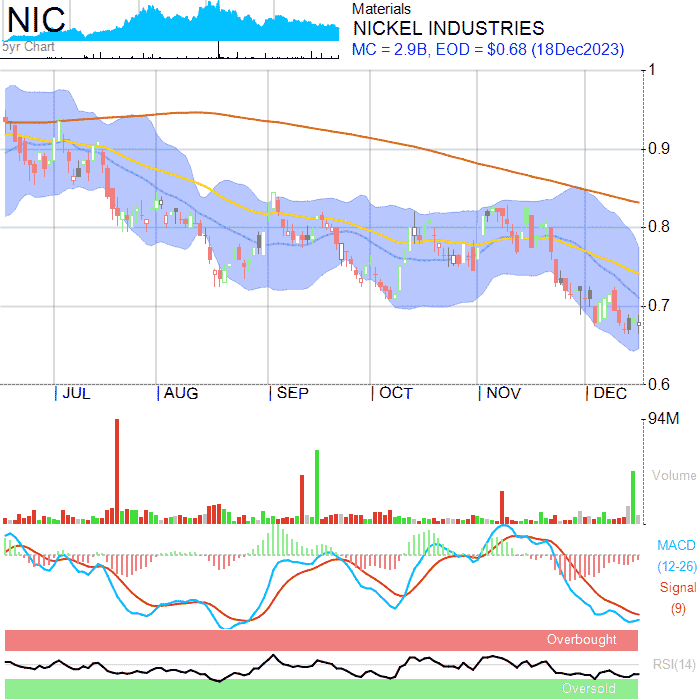 NIC
5yr Chart
Materials
NICKEL INDUSTRIES
MC = 2.9B, EOD = $0.68 (18Dec2023)
1
0.9
0.8
0.7
0.6
JUL AUG SEP OCT NOV DEC
94M
Volume
MACD
(12-26)
Signal
(9)
Overbought
RSI(14)
Oversold